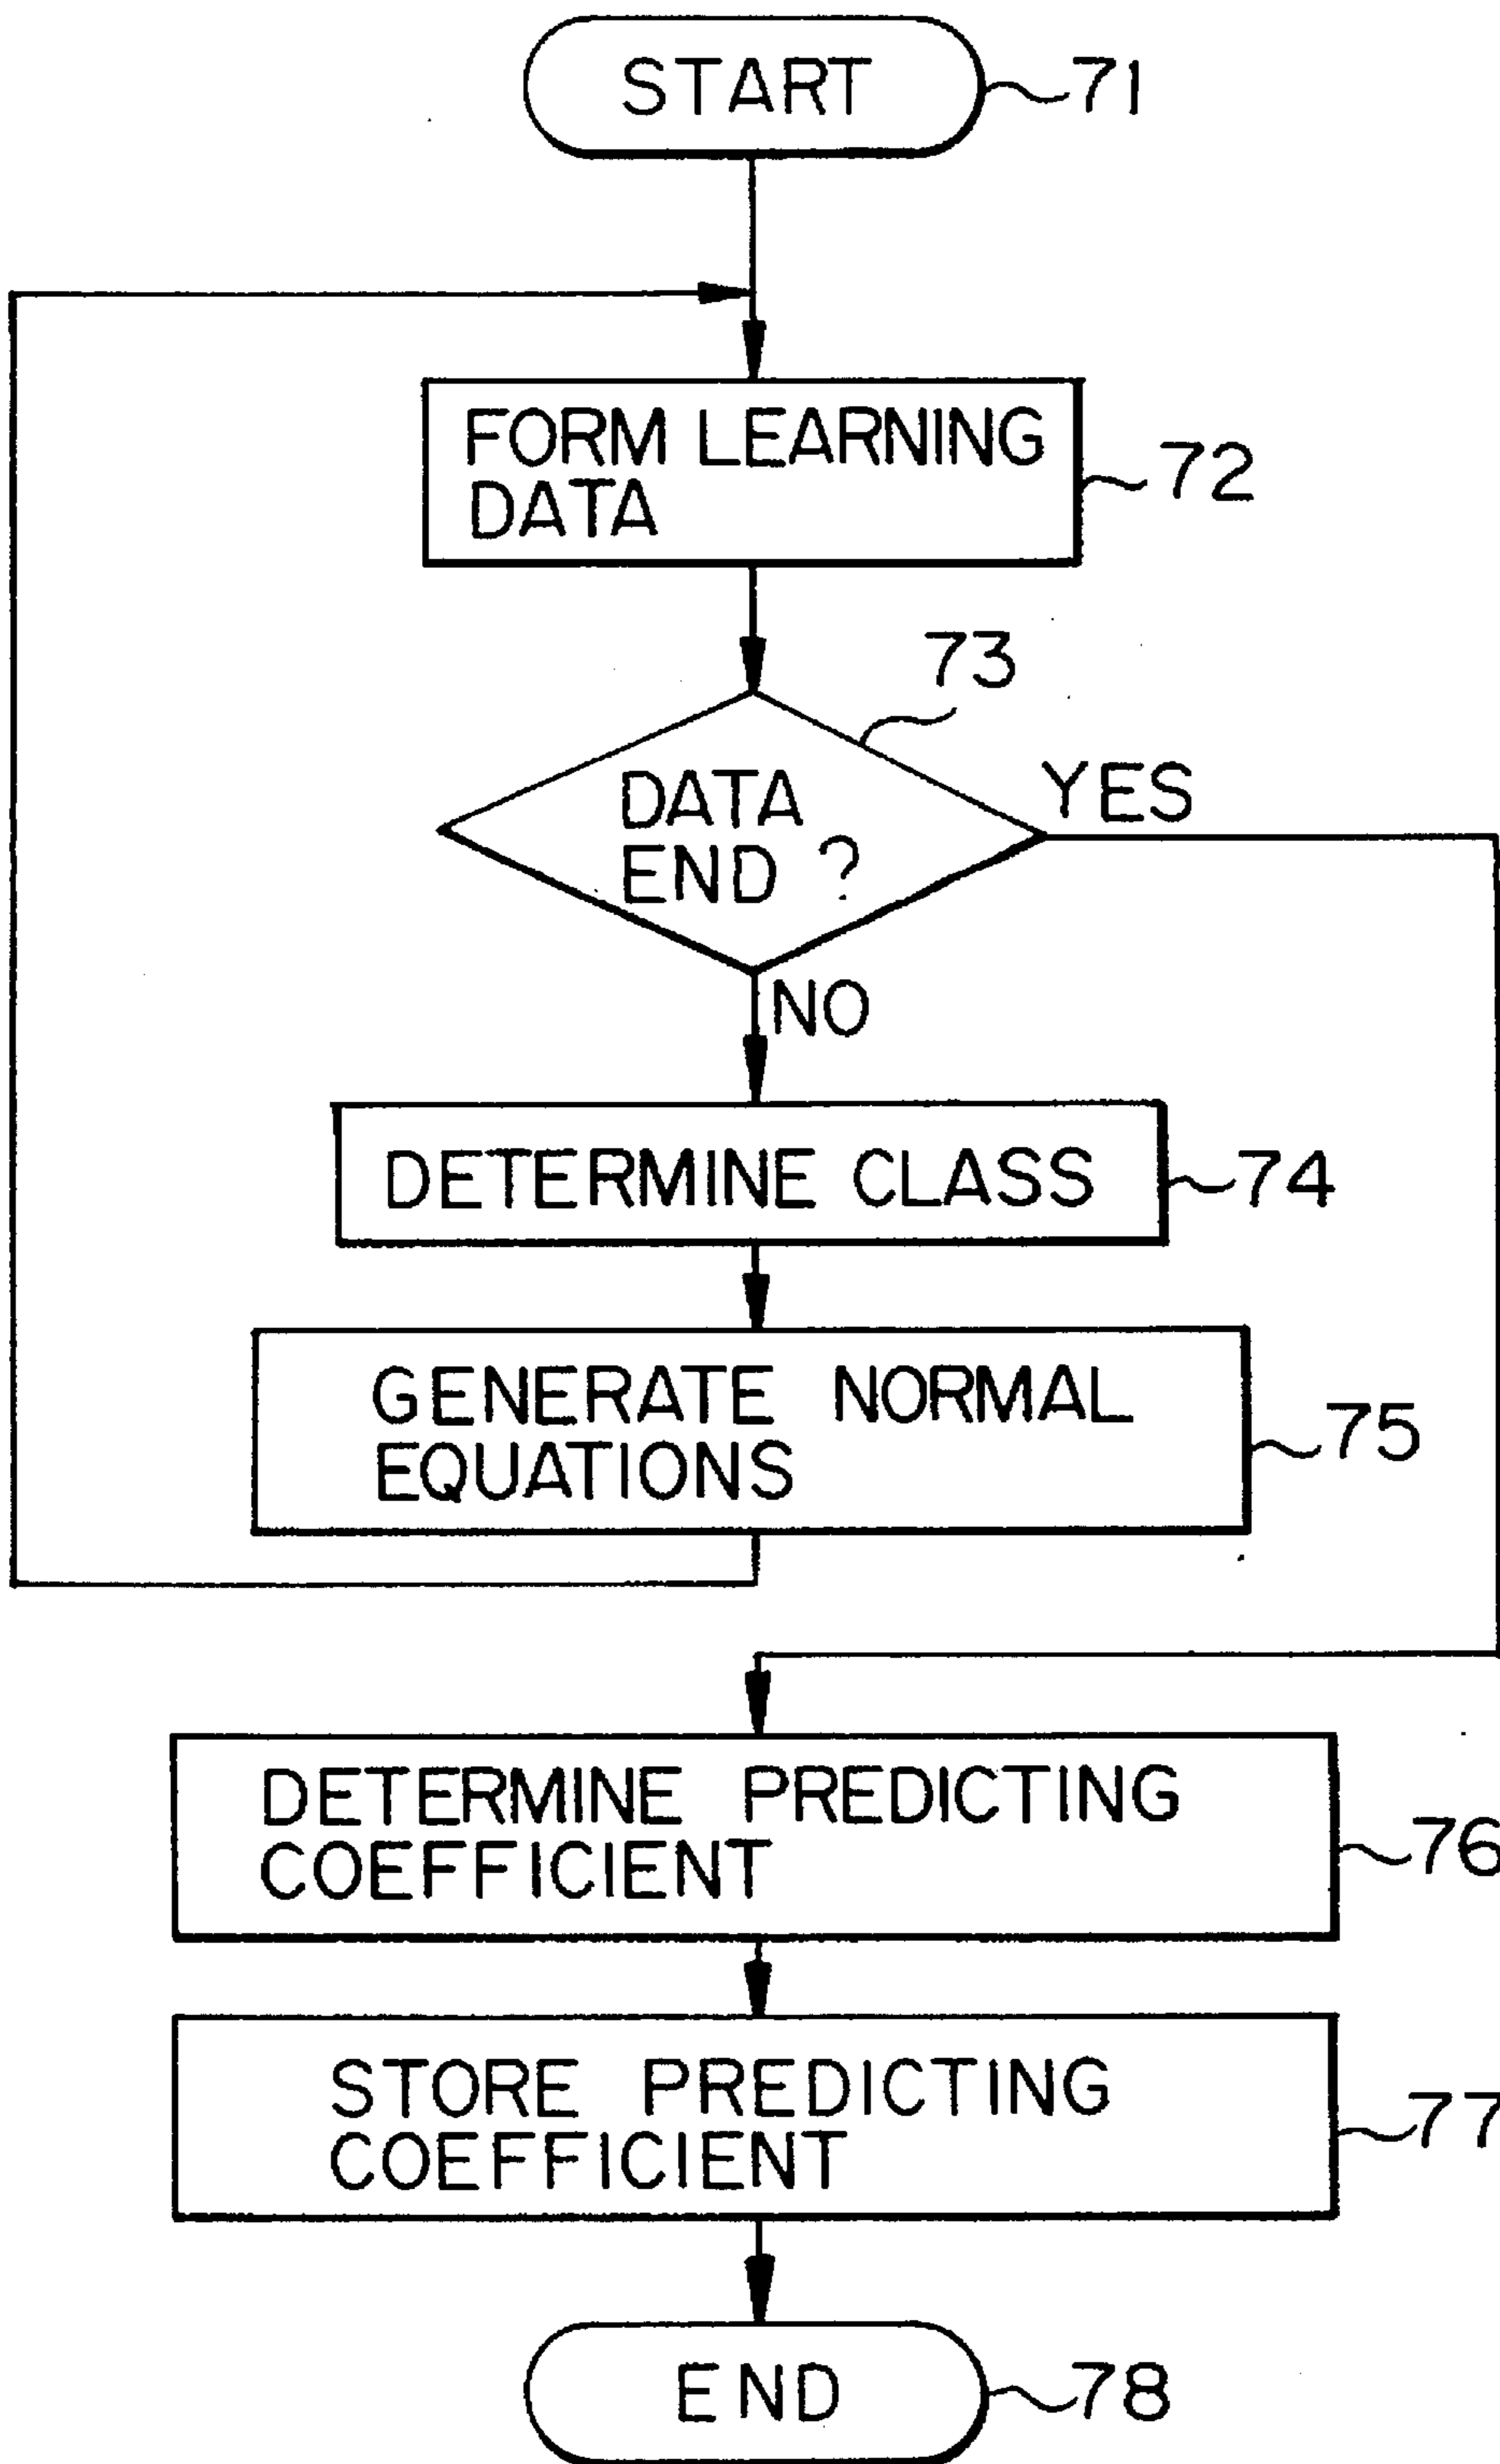 START 71
FORM LEARNING
DATA
72
73
DATA
END ?
YES
NO
DETERMINE CLASS 74
GENERATE NORMAL
EQUATIONS
75
DETERMINE PREDICTING
COEFFICIENT
76
STORE PREDICTING
COEFFICIENT
77
END 78